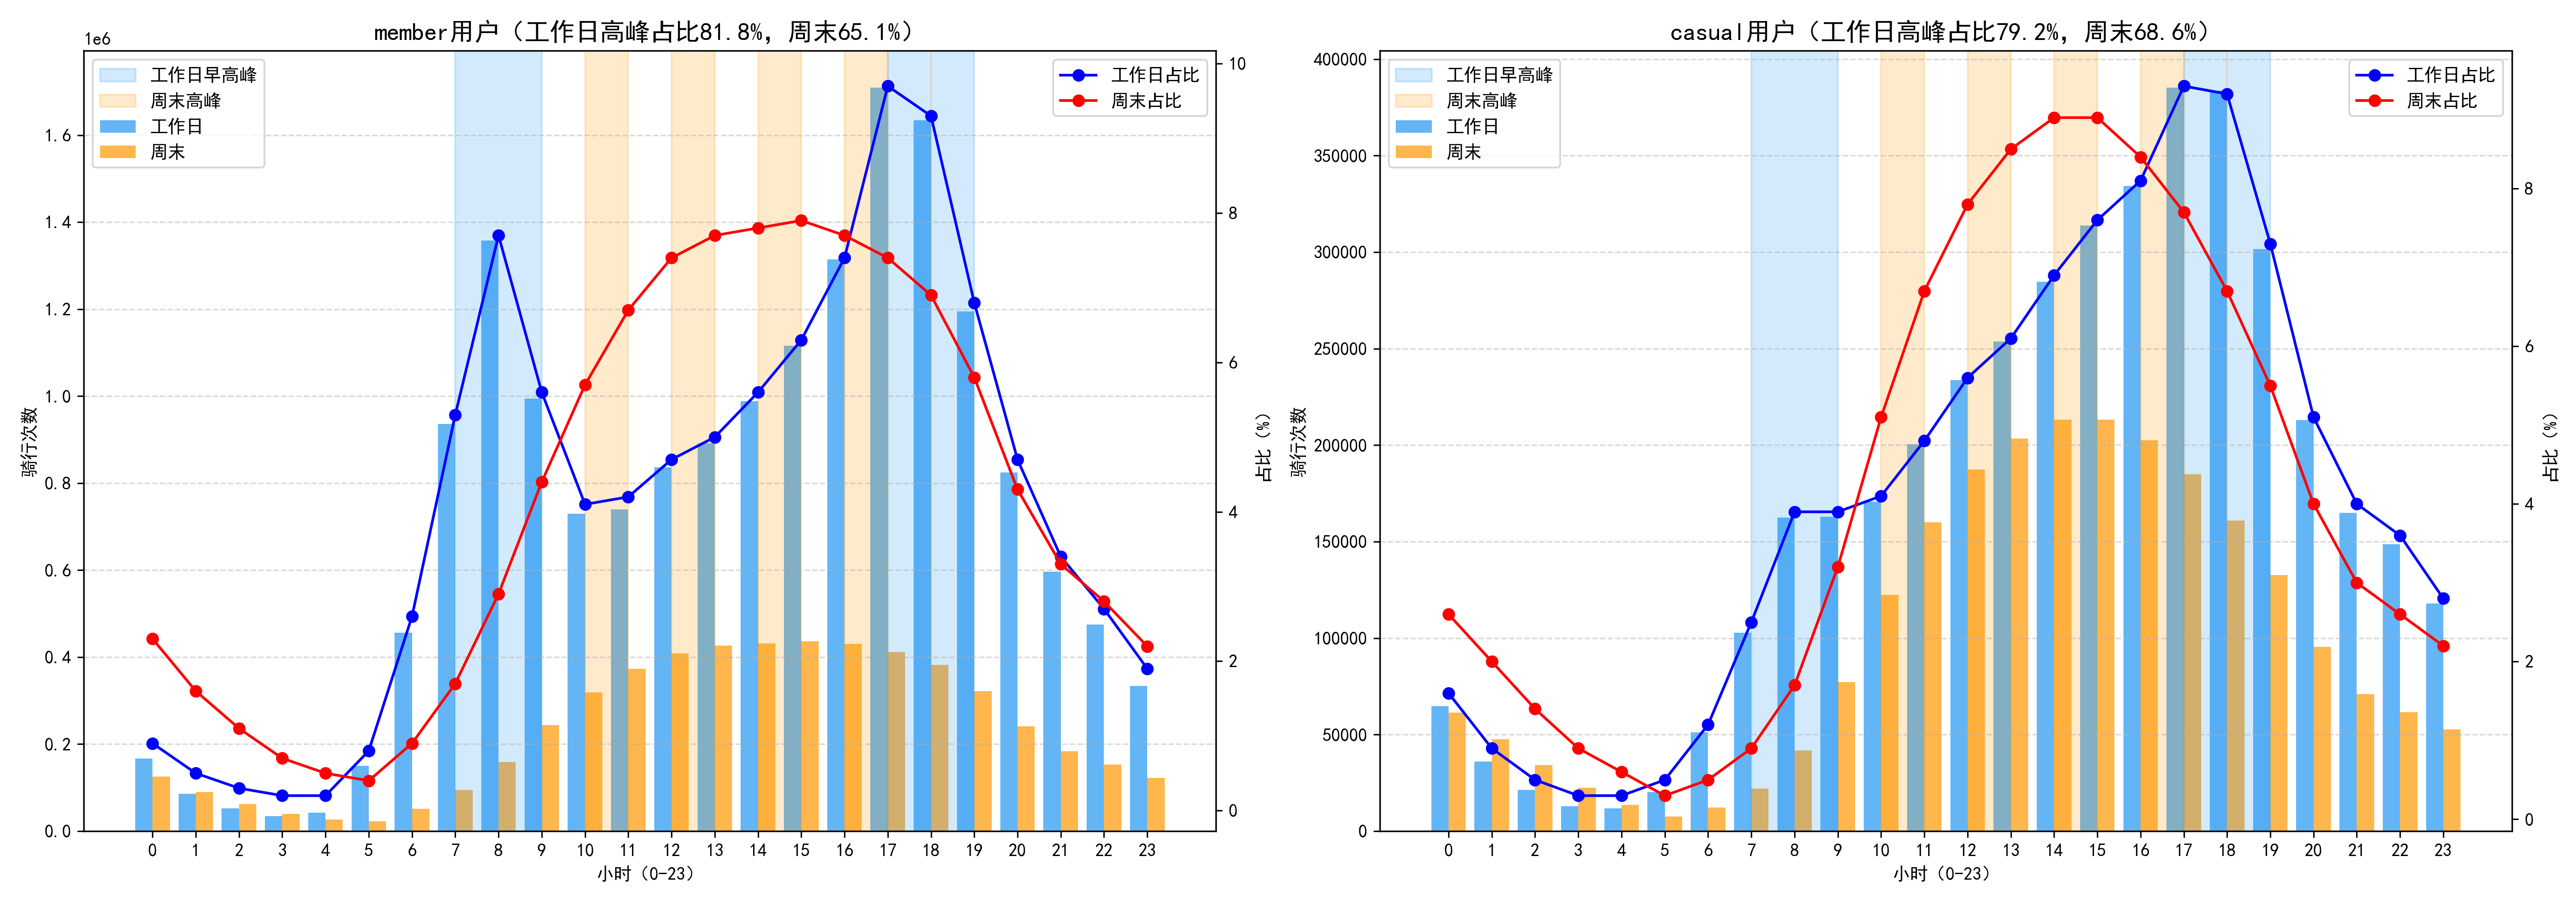 member用户（工作日高峰占比81.8%，周末65.1%）
1e6
工作日早高峰
周末高峰
工作日
周末
工作日占比
周末占比
骑行次数
0.0
0.2
0.4
0.6
0.8
1.0
1.2
1.4
1.6
0 1 2 3 4 5 6 7 8 9 10 11 12 13 14 15 16 17 18 19 20 21 22 23
小时（0-23）
0
2
4
6
8
10
占比（%）
casual用户（工作日高峰占比79.2%，周末68.6%）
工作日早高峰
周末高峰
工作日
周末
工作日占比
周末占比
骑行次数
0
50000
100000
150000
200000
250000
300000
350000
400000
0 1 2 3 4 5 6 7 8 9 10 11 12 13 14 15 16 17 18 19 20 21 22 23
小时（0-23）
0
2
4
6
8
占比（%）